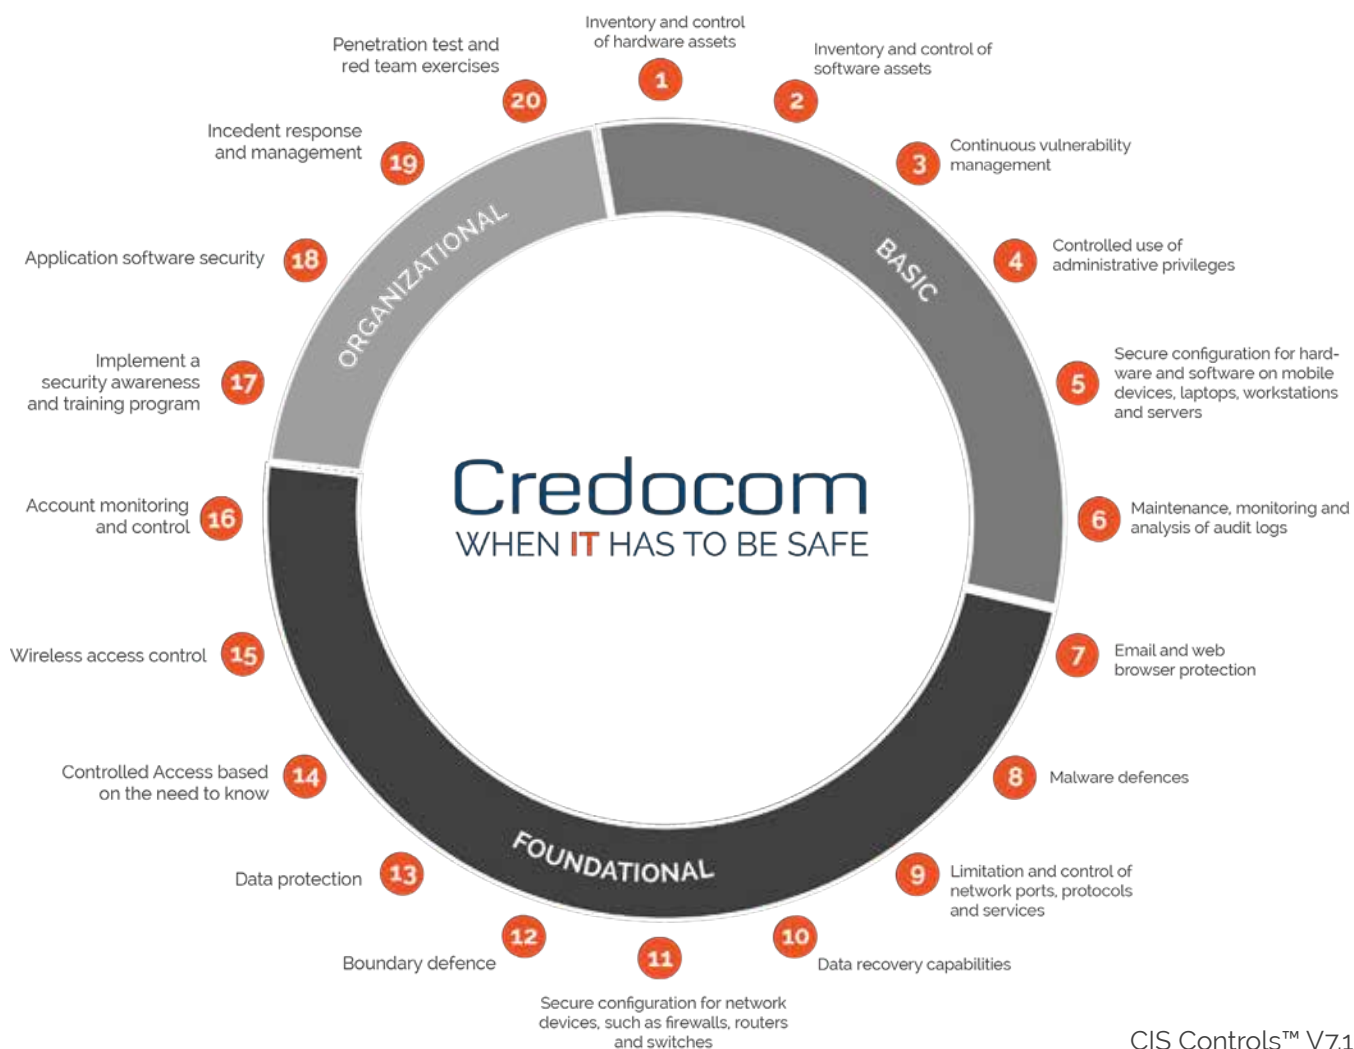 Inventory and control
of hardware assets
1
Inventory and control of
software assets
2
Continuous vulnerability
management
3
Controlled use of
administrative privileges
4
Secure configuration for hard-
ware and software on mobile
devices, laptops, workstations
and servers
5
Maintenance, monitoring and
analysis of audit logs
6
Email and web
browser protection
7
Malware defences
8
Limitation and control of
network ports, protocols
and services
9
Data recovery capabilities
10
Secure configuration for network
devices, such as firewalls, routers
and switches
11
Boundary defence
12
Data protection
13
Controlled Access based
on the need to know
14
Wireless access control
15
Account monitoring
and control
16
Implement a
security awareness
and training program
17
Application software security
18
Incedent response
and management
19
Penetration test and
red team exercises
20
BASIC
FOUNDATIONAL
ORGANIZATIONAL
Credocom
WHEN IT HAS TO BE SAFE
CIS Controls™ V7.1